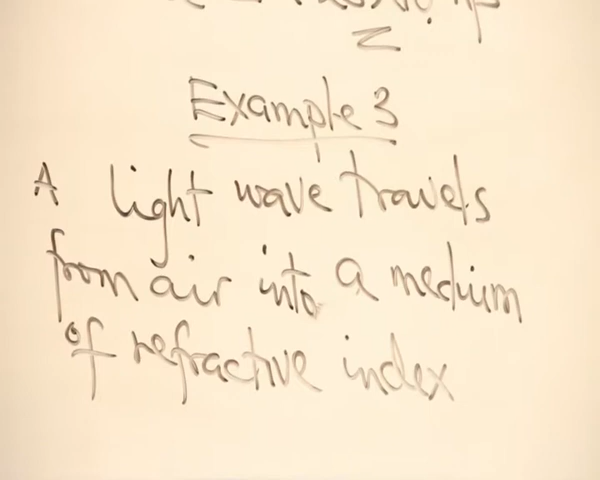 Example 3
A light wave travels
from air into a medium
of refractive index